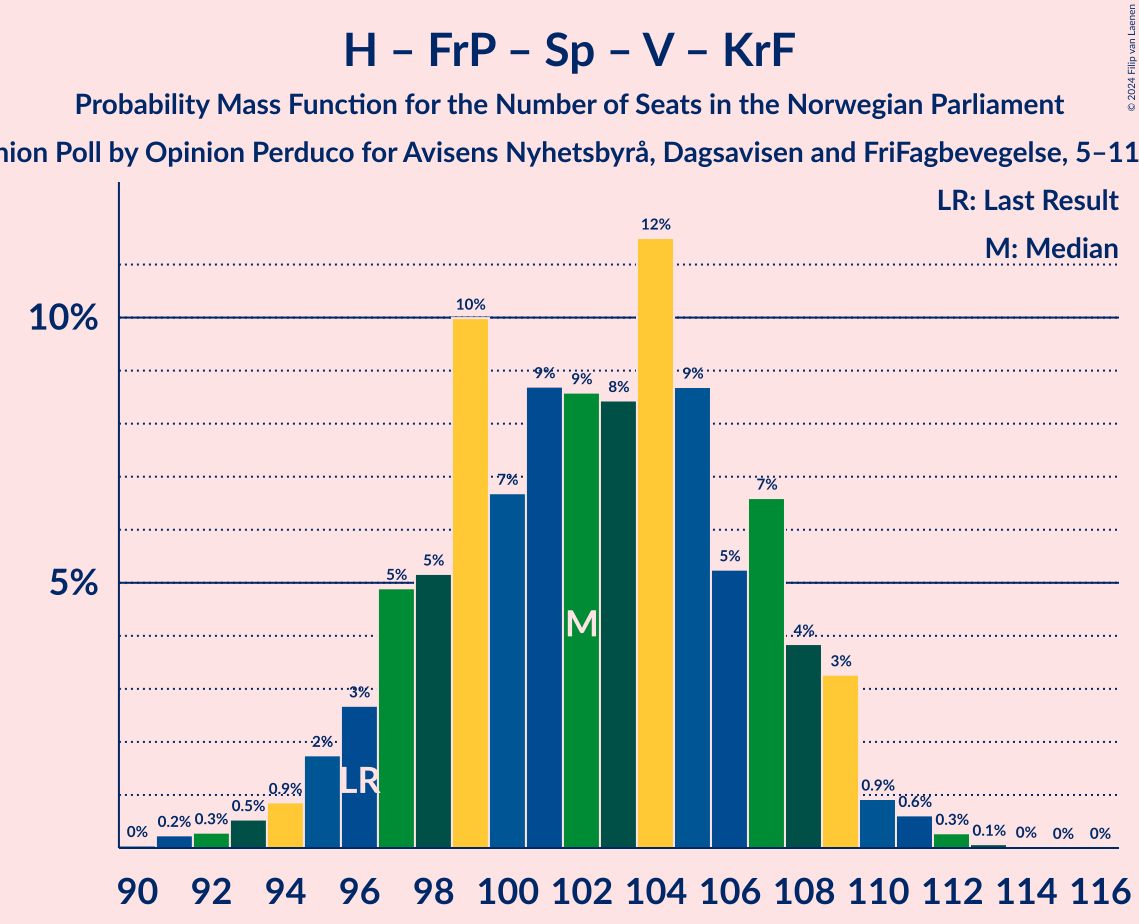 H – FrP – Sp – V – KrF
Probability Mass Function for the Number of Seats in the Norwegian Parliament
nion Poll by Opinion Perduco for Avisens Nyhetsbyrå, Dagsavisen and FriFagbevegelse, 5–11
© 2024 Filip van Laenen
LR: Last Result
M: Median
10%
5%
0% 0.2% 0.3% 0.5% 0.9% 2% 3% 5% 5% 10% 7% 9% 9% 8% 12% 9% 5% 7% 4% 3% 0.9% 0.6% 0.3% 0.1% 0% 0% 0%
LR
M
90 92 94 96 98 100 102 104 106 108 110 112 114 116